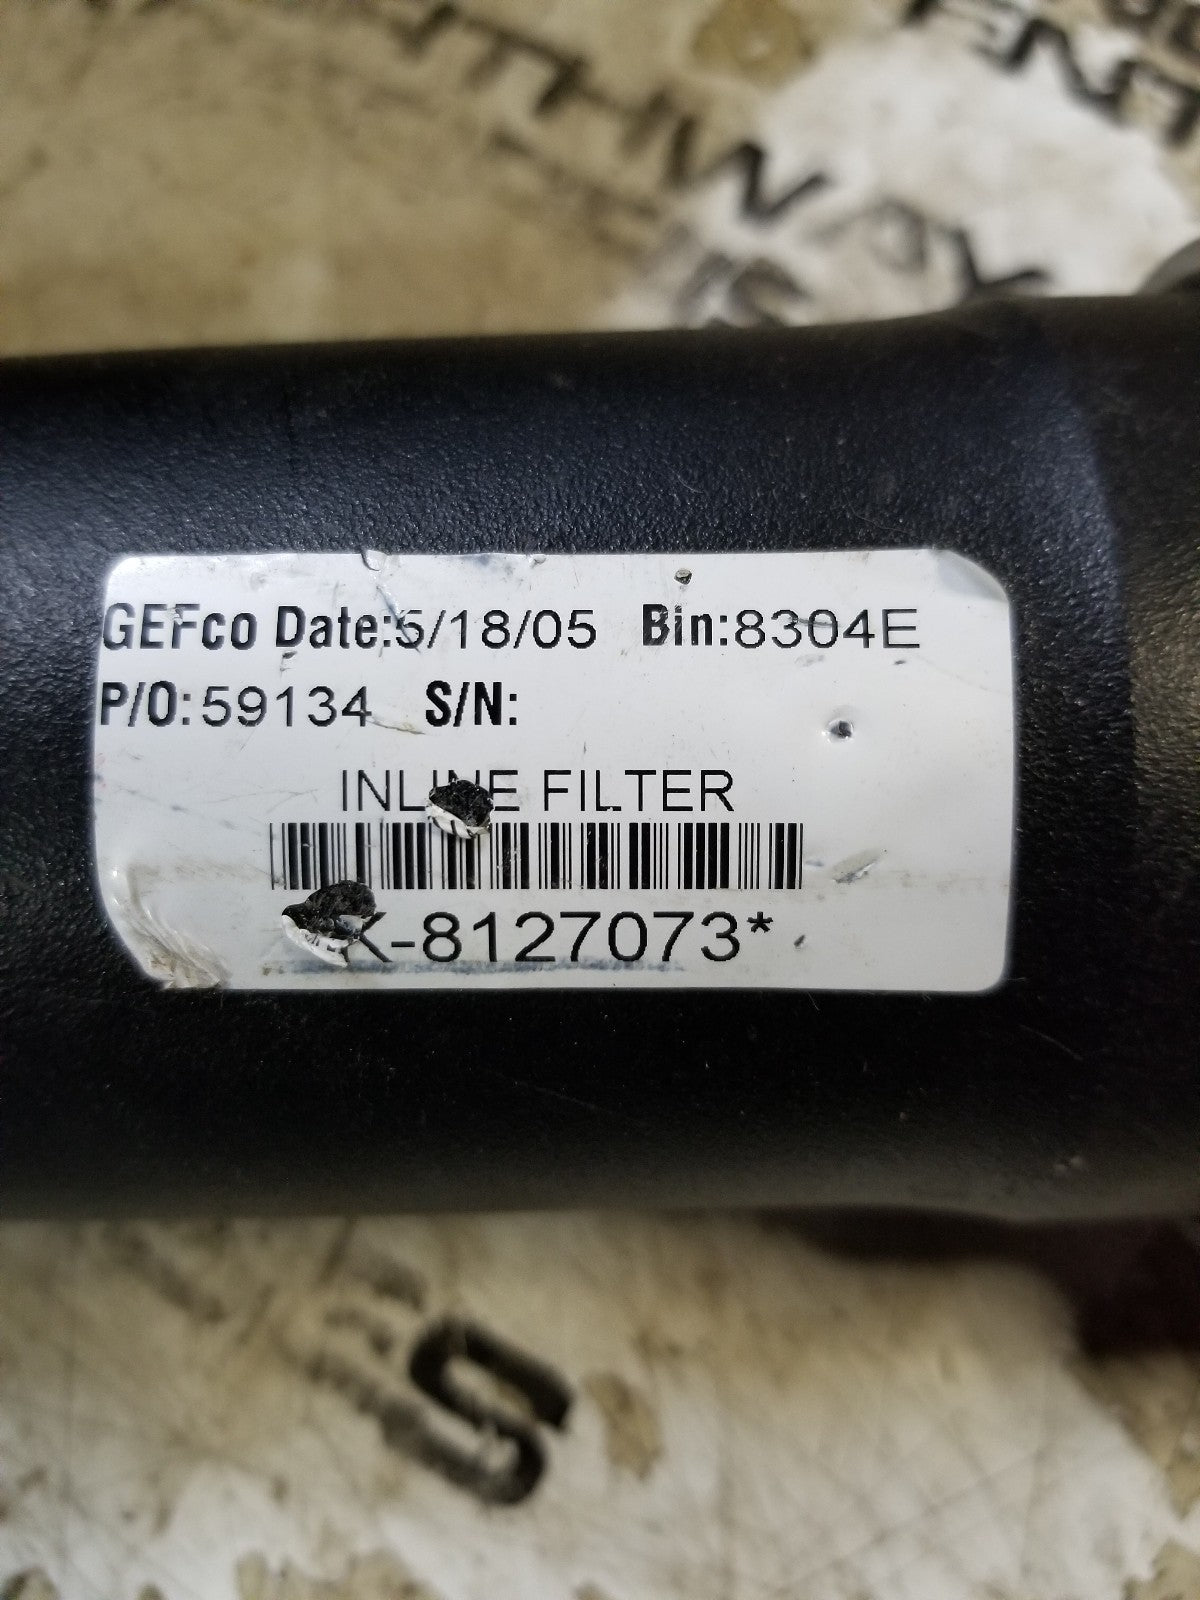 GEFco Date:5/18/05 Bin:8304E
P/O:59134 S/N:
INLINE FILTER
K-8127073*